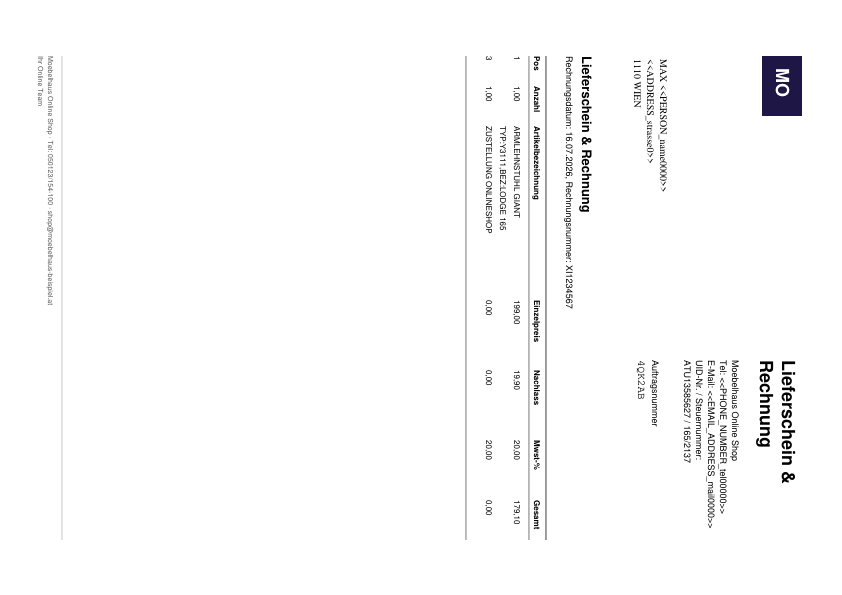 MO
Lieferschein &
Rechnung
Moebelhaus Online Shop
Tel: <<PHONE_NUMBER_tel00000>>
E-Mail: <<EMAIL_ADDRESS_mail0000>>
UID-Nr. / Steuernummer:
ATU13585627 / 165/2137
MAX <<PERSON_name0000>>
<<ADDRESS_strasse0>>
1110 WIEN
Auftragsnummer
4QK2AB
Lieferschein & Rechnung
Rechnungsdatum: 16.07.2026, Rechnungsnummer: XI1234567
Pos Anzahl Artikelbezeichnung Einzelpreis Nachlass Mwst-% Gesamt
1 1,00 ARMLEHNSTUHL GIANT 199,00 19,90 20,00 179,10
TYP:Y3111,BEZ:LODGE 165
3 1,00 ZUSTELLUNG ONLINESHOP 0,00 0,00 20,00 0,00
Moebelhaus Online Shop · Tel: 050123/154-100 · shop@moebelhaus-beispiel.at
Ihr Online Team